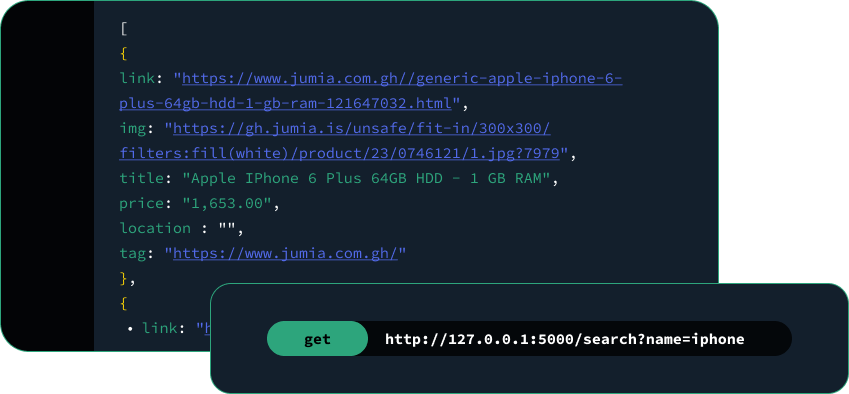 [
{
link: "https://www.jumia.com.gh//generic-apple-iphone-6-
plus-64gb-hdd-1-gb-ram-121647032.html",
img: "https://gh.jumia.is/unsafe/fit-in/300x300/
filters:fill(white)/product/23/0746121/1.jpg?7979",
title: "Apple IPhone 6 Plus 64GB HDD - 1 GB RAM",
price: "1,653.00",
location : "",
tag: "https://www.jumia.com.gh/"
},
{
• link: "
get http://127.0.0.1:5000/search?name=iphone